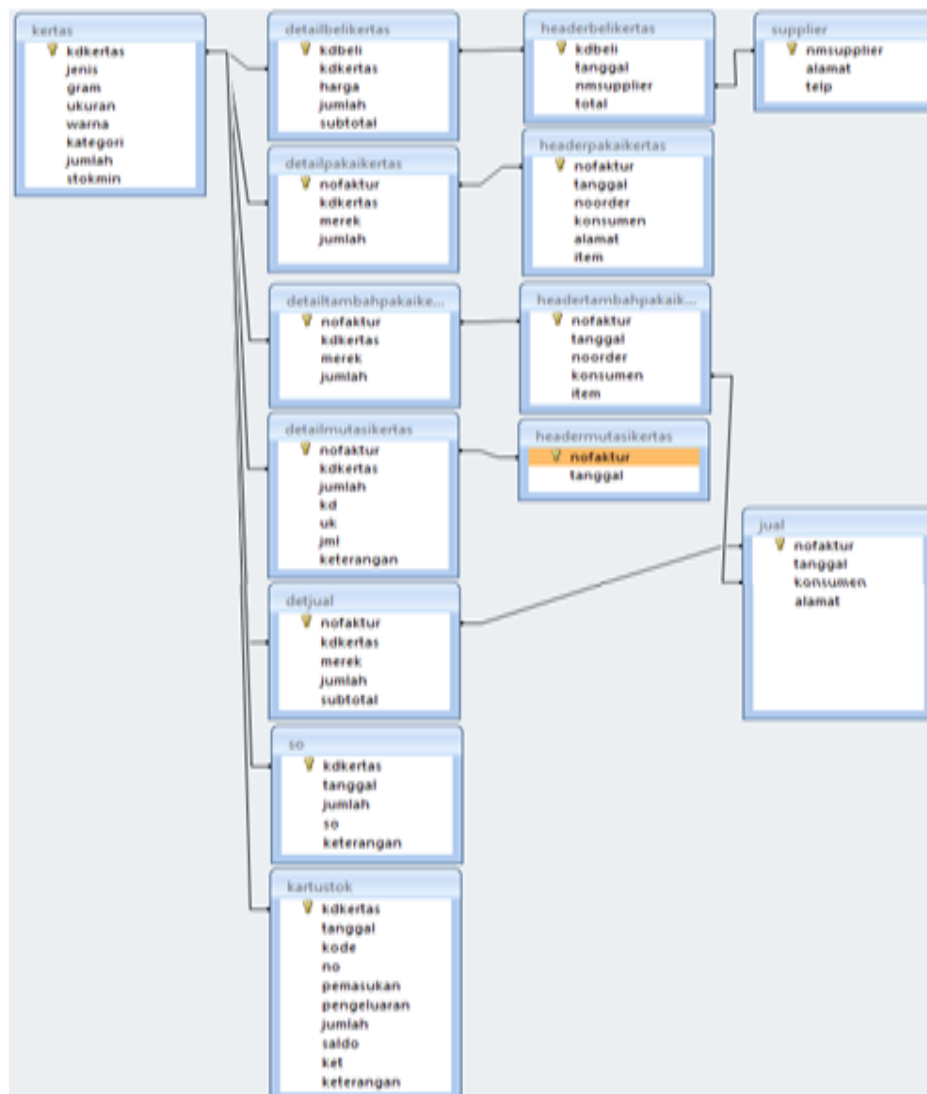 kertas
kdkertas
jenis
gram
ukuran
warna
kategori
jumlah
stokmin
detailbelikertas
kdbeli
kdkertas
harga
jumlah
subtotal
headerbelikertas
kdbeli
tanggal
nmsupplier
total
supplier
nmsupplier
alamat
telp
detailpakaikertas
nofaktur
kdkertas
merek
jumlah
headerpakaikertas
nofaktur
tanggal
noorder
konsumen
alamat
item
detailtambahpakaike...
nofaktur
kdkertas
merek
jumlah
headertambahpakaik...
nofaktur
tanggal
noorder
konsumen
item
detailmutasikertas
nofaktur
kdkertas
jumlah
kd
uk
jml
keterangan
headermutasikertas
nofaktur
tanggal
jual
nofaktur
tanggal
konsumen
alamat
detjual
nofaktur
kdkertas
merek
jumlah
subtotal
so
kdkertas
tanggal
jumlah
so
keterangan
kartustok
kdkertas
tanggal
kode
no
pemasukan
pengeluaran
jumlah
saldo
ket
keterangan